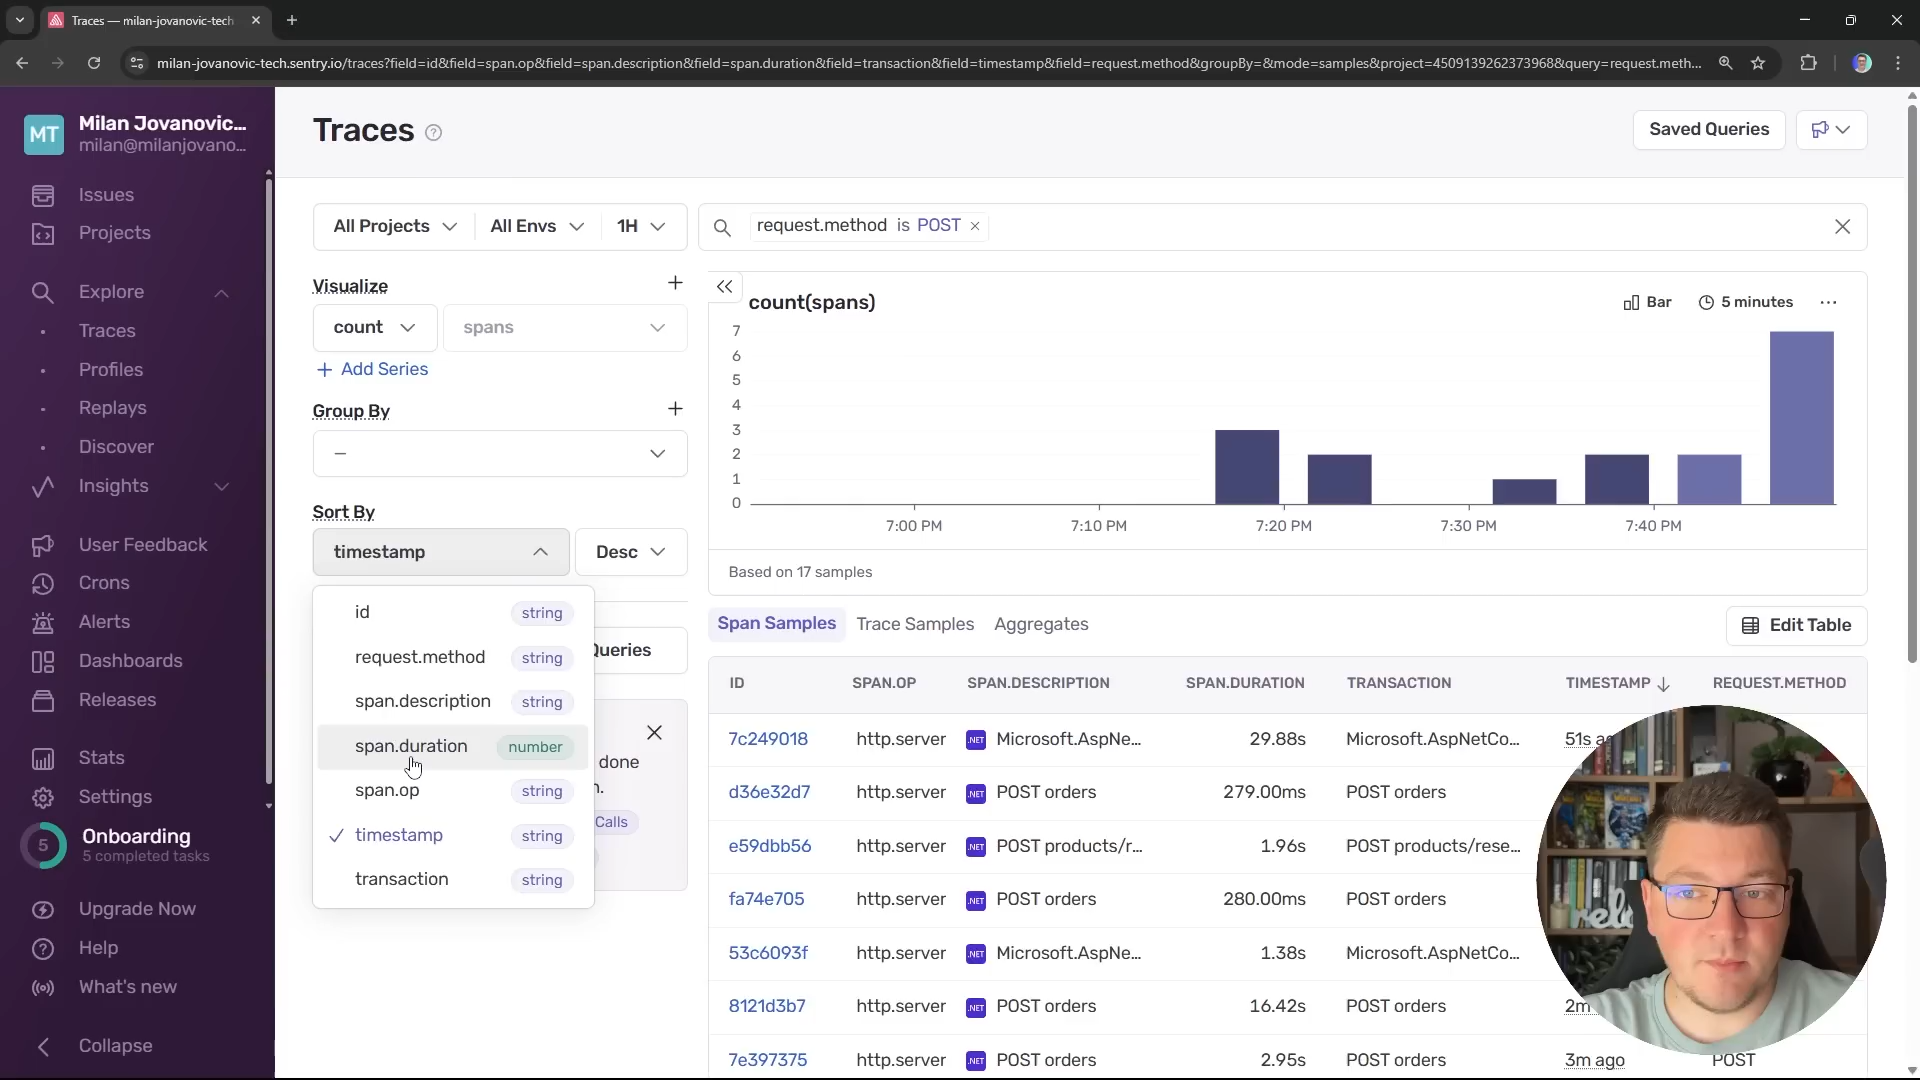 Traces — milan-jovanovic-tech
milan-jovanovic-tech.sentry.io/traces?field=id&field=span.op&field=span.description&field=span.duration&field=transaction&field=timestamp&field=request.method&groupBy=&mode=samples&project=4509139262373968&query=request.meth...
MT
Milan Jovanovic...
milan@milanjovano...
Issues
Projects
Explore
Traces
Profiles
Replays
Discover
Insights
User Feedback
Crons
Alerts
Dashboards
Releases
Stats
Settings
5
Onboarding
5 completed tasks
Upgrade Now
Help
What's new
Collapse
Traces
Saved Queries
All Projects
All Envs
1H
request.method is POST
Visualize
count
spans
+ Add Series
Group By
—
Sort By
timestamp
Desc
id string
request.method string
span.description string
span.duration number
span.op string
timestamp string
transaction string
Queries
done
Calls
count(spans)
Bar
5 minutes
7
6
5
4
3
2
1
0
7:00 PM 7:10 PM 7:20 PM 7:30 PM 7:40 PM
Based on 17 samples
Span Samples Trace Samples Aggregates
Edit Table
ID SPAN.OP SPAN.DESCRIPTION SPAN.DURATION TRANSACTION TIMESTAMP REQUEST.METHOD
7c249018 http.server .NET Microsoft.AspNe... 29.88s Microsoft.AspNetCo... 51s
d36e32d7 http.server .NET POST orders 279.00ms POST orders
e59dbb56 http.server .NET POST products/r... 1.96s POST products/rese...
fa74e705 http.server .NET POST orders 280.00ms POST orders
53c6093f http.server .NET Microsoft.AspNe... 1.38s Microsoft.AspNetCo...
8121d3b7 http.server .NET POST orders 16.42s POST orders 2m
7e397375 http.server .NET POST orders 2.95s POST orders 3m ago POST